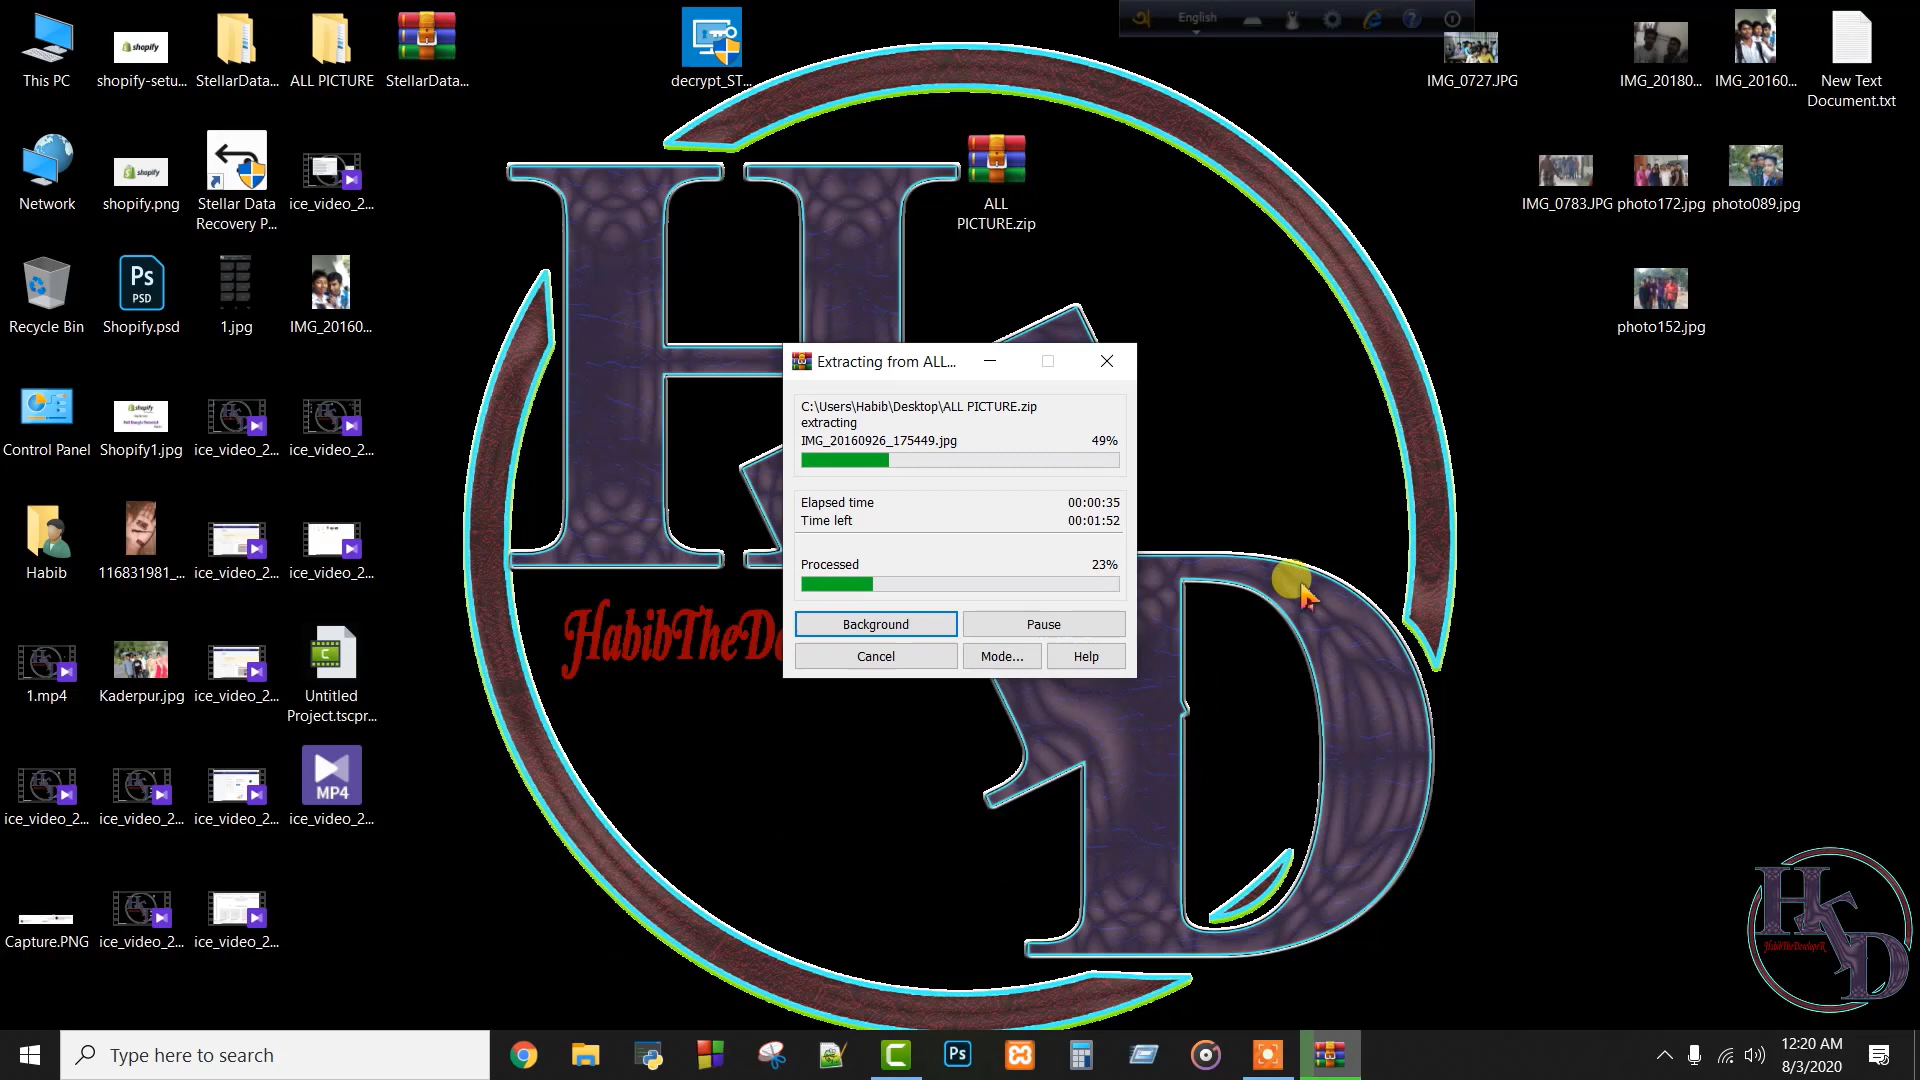 English
This PC
shopify-setu...
StellarData...
ALL PICTURE
StellarData...
decrypt_ST...
IMG_0727.JPG
IMG_20180...
IMG_20160...
New Text
Document.txt
Network
shopify.png
Stellar Data
Recovery P...
ice_video_2...
ALL
PICTURE.zip
IMG_0783.JPG
photo172.jpg
photo089.jpg
Recycle Bin
Ps
PSD
Shopify.psd
1.jpg
IMG_20160...
photo152.jpg
Control Panel
Shopify1.jpg
ice_video_2...
ice_video_2...
Habib
116831981_...
ice_video_2...
ice_video_2...
1.mp4
Kaderpur.jpg
ice_video_2...
Untitled
Project.tscpr...
MP4
ice_video_2...
ice_video_2...
ice_video_2...
ice_video_2...
Capture.PNG
ice_video_2...
ice_video_2...
Extracting from ALL...
C:\Users\Habib\Desktop\ALL PICTURE.zip
extracting
IMG_20160926_175449.jpg 49%
Elapsed time 00:00:35
Time left 00:01:52
Processed 23%
Background
Pause
Cancel
Mode...
Help
HabibTheDe
HSD
HabibTheDevelopeR
Type here to search
Ps
12:20 AM
8/3/2020